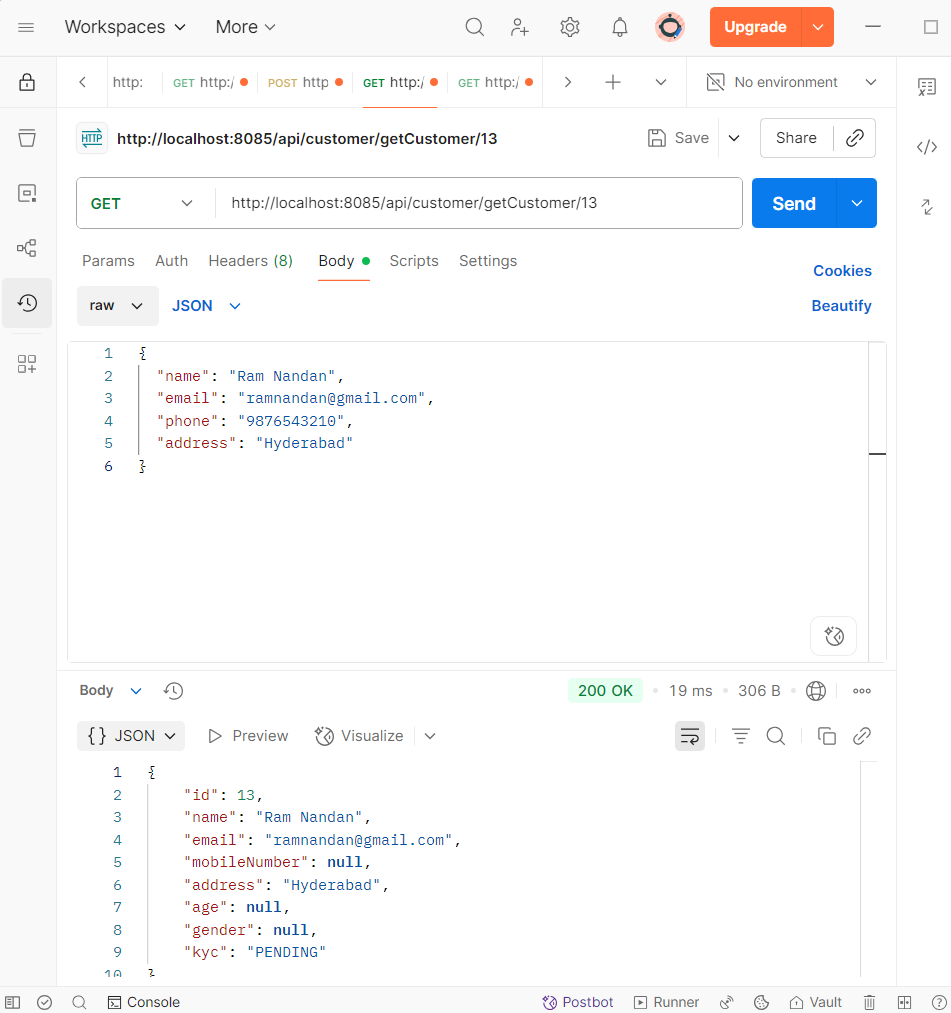 Workspaces More Upgrade
http: GET http:/ POST http GET http:/ GET http:/ No environment
HTTP http://localhost:8085/api/customer/getCustomer/13 Save Share
GET http://localhost:8085/api/customer/getCustomer/13 Send
Params Auth Headers (8) Body Scripts Settings
Cookies
raw JSON Beautify
1 {
2 "name": "Ram Nandan",
3 "email": "ramnandan@gmail.com",
4 "phone": "9876543210",
5 "address": "Hyderabad"
6 }
Body 200 OK • 19 ms • 306 B •
{} JSON Preview Visualize
1 {
2 "id": 13,
3 "name": "Ram Nandan",
4 "email": "ramnandan@gmail.com",
5 "mobileNumber": null,
6 "address": "Hyderabad",
7 "age": null,
8 "gender": null,
9 "kyc": "PENDING"
10 }
Console Postbot Runner Vault